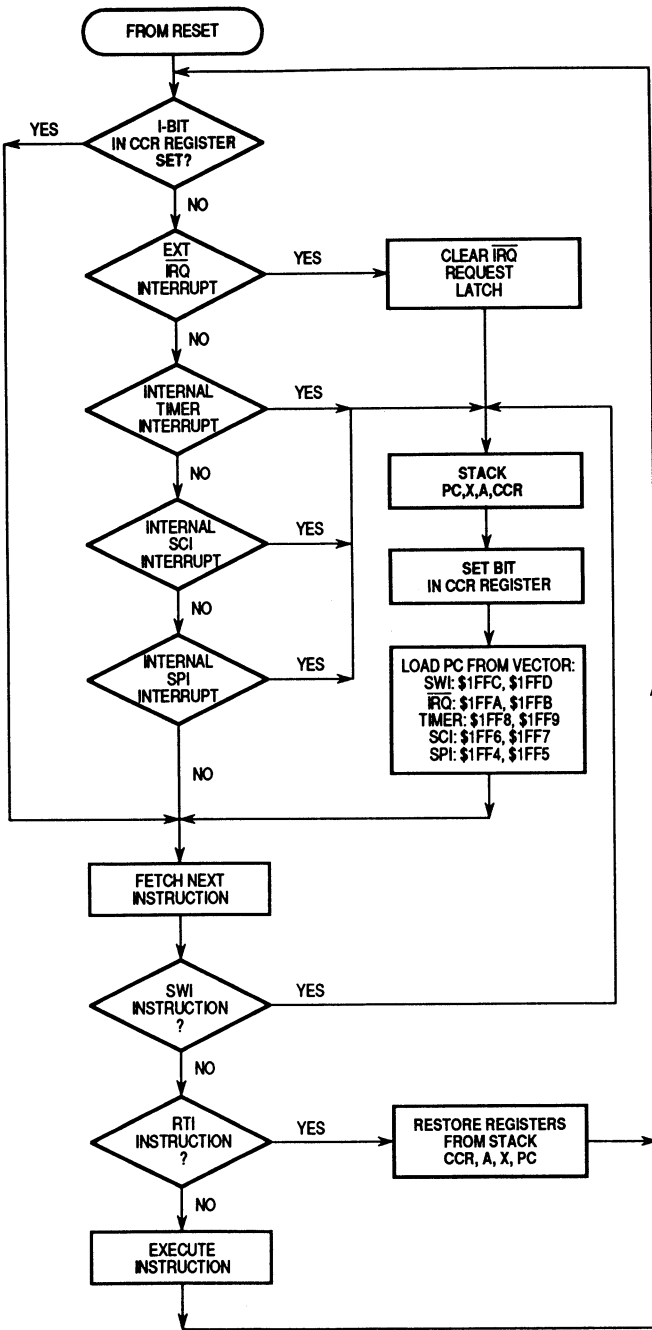 FROM RESET
I-BIT
IN CCR REGISTER
SET?
YES
NO
EXT
IRQ
INTERRUPT
YES
CLEAR IRQ
REQUEST
LATCH
NO
INTERNAL
TIMER
INTERRUPT
YES
NO
STACK
PC,X,A,CCR
INTERNAL
SCI
INTERRUPT
YES
SET BIT
IN CCR REGISTER
NO
INTERNAL
SPI
INTERRUPT
YES
LOAD PC FROM VECTOR:
SWI: $1FFC, $1FFD
IRQ: $1FFA, $1FFB
TIMER: $1FF8, $1FF9
SCI: $1FF6, $1FF7
SPI: $1FF4, $1FF5
NO
FETCH NEXT
INSTRUCTION
SWI
INSTRUCTION
?
YES
NO
RTI
INSTRUCTION
?
YES
RESTORE REGISTERS
FROM STACK
CCR, A, X, PC
NO
EXECUTE
INSTRUCTION